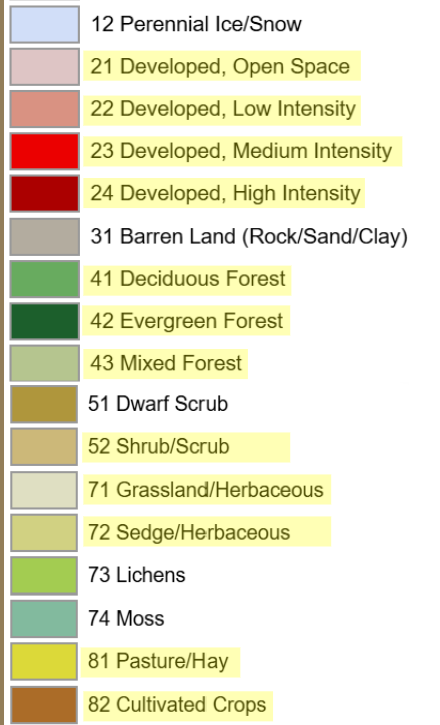 12 Perennial Ice/Snow
21 Developed, Open Space
22 Developed, Low Intensity
23 Developed, Medium Intensity
24 Developed, High Intensity
31 Barren Land (Rock/Sand/Clay)
41 Deciduous Forest
42 Evergreen Forest
43 Mixed Forest
51 Dwarf Scrub
52 Shrub/Scrub
71 Grassland/Herbaceous
72 Sedge/Herbaceous
73 Lichens
74 Moss
81 Pasture/Hay
82 Cultivated Crops